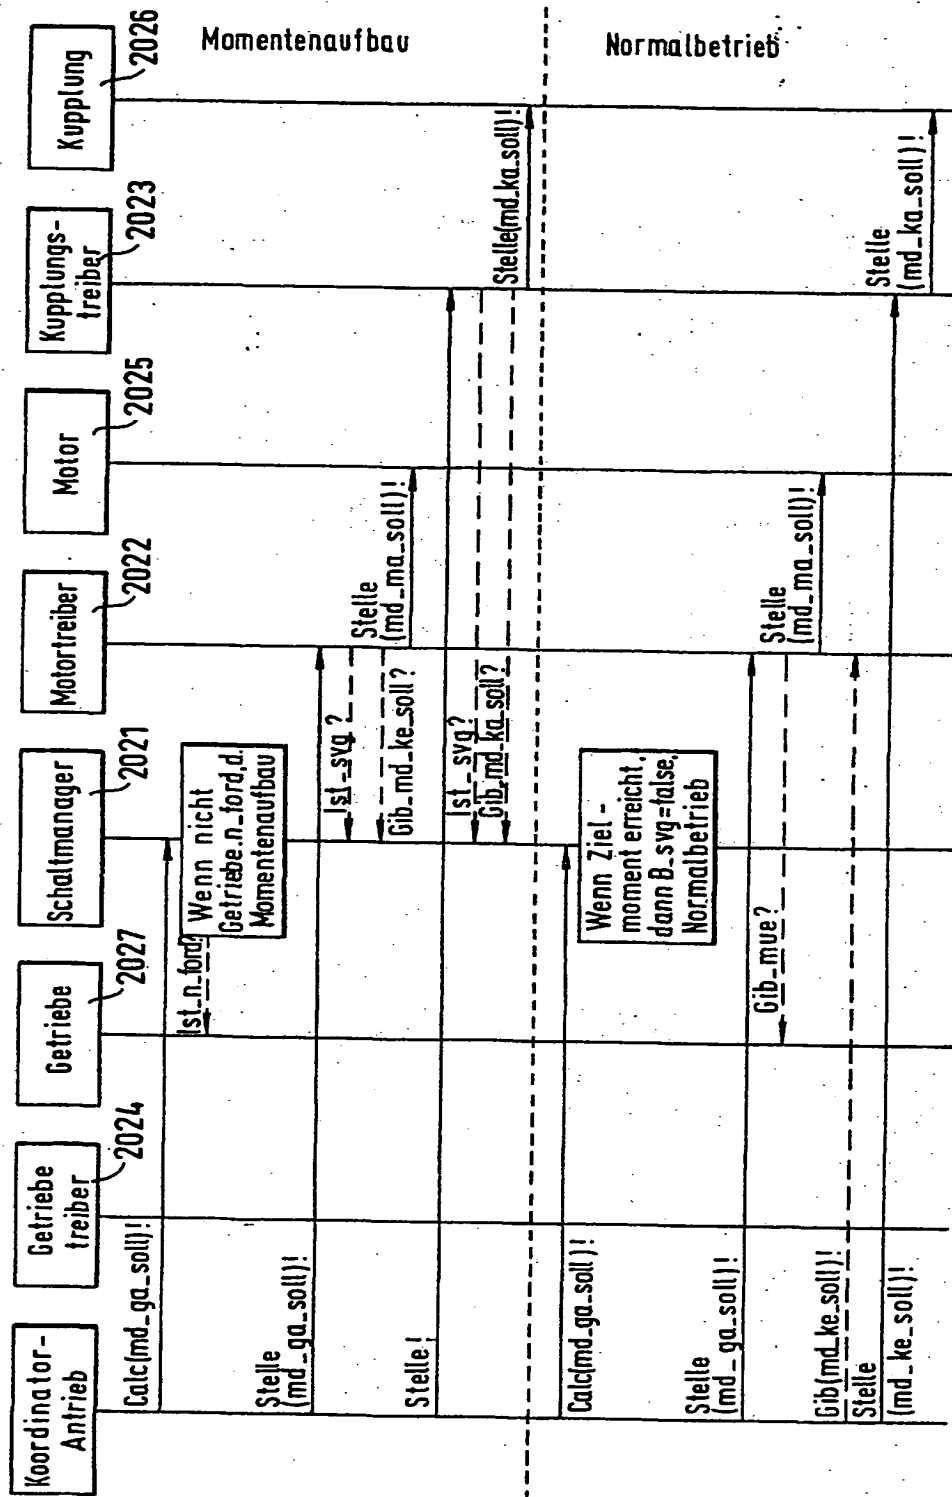 Koordinator-
Antrieb
Getriebe
treiber
2024
Getriebe
2027
Schaltmanager
2021
Motortreiber
2022
Motor
2025
Kupplungs-
treiber
2023
Kupplung
2026
Momentenaufbau
Calc(md_ga_soll)!
Ist_n_ford?
Wenn nicht
Getriebe.n_ford,d.
Momentenaufbau
Stelle
(md_ga_soll)!
Ist_svg?
Gib_md_ke_soll?
Stelle
(md_ma_soll)!
Stelle!
Ist_svg?
Gib_md_ka_soll?
Stelle(md_ka_soll)!
Normalbetrieb
Calc(md_ga_soll)!
Wenn Ziel-
moment erreicht,
dann B_svg=false,
Normalbetrieb
Stelle
(md_ga_soll)!
Gib_mue?
Stelle
(md_ma_soll)!
Gib(md_ke_soll)!
Stelle
(md_ke_soll)!
Stelle
(md_ka_soll)!